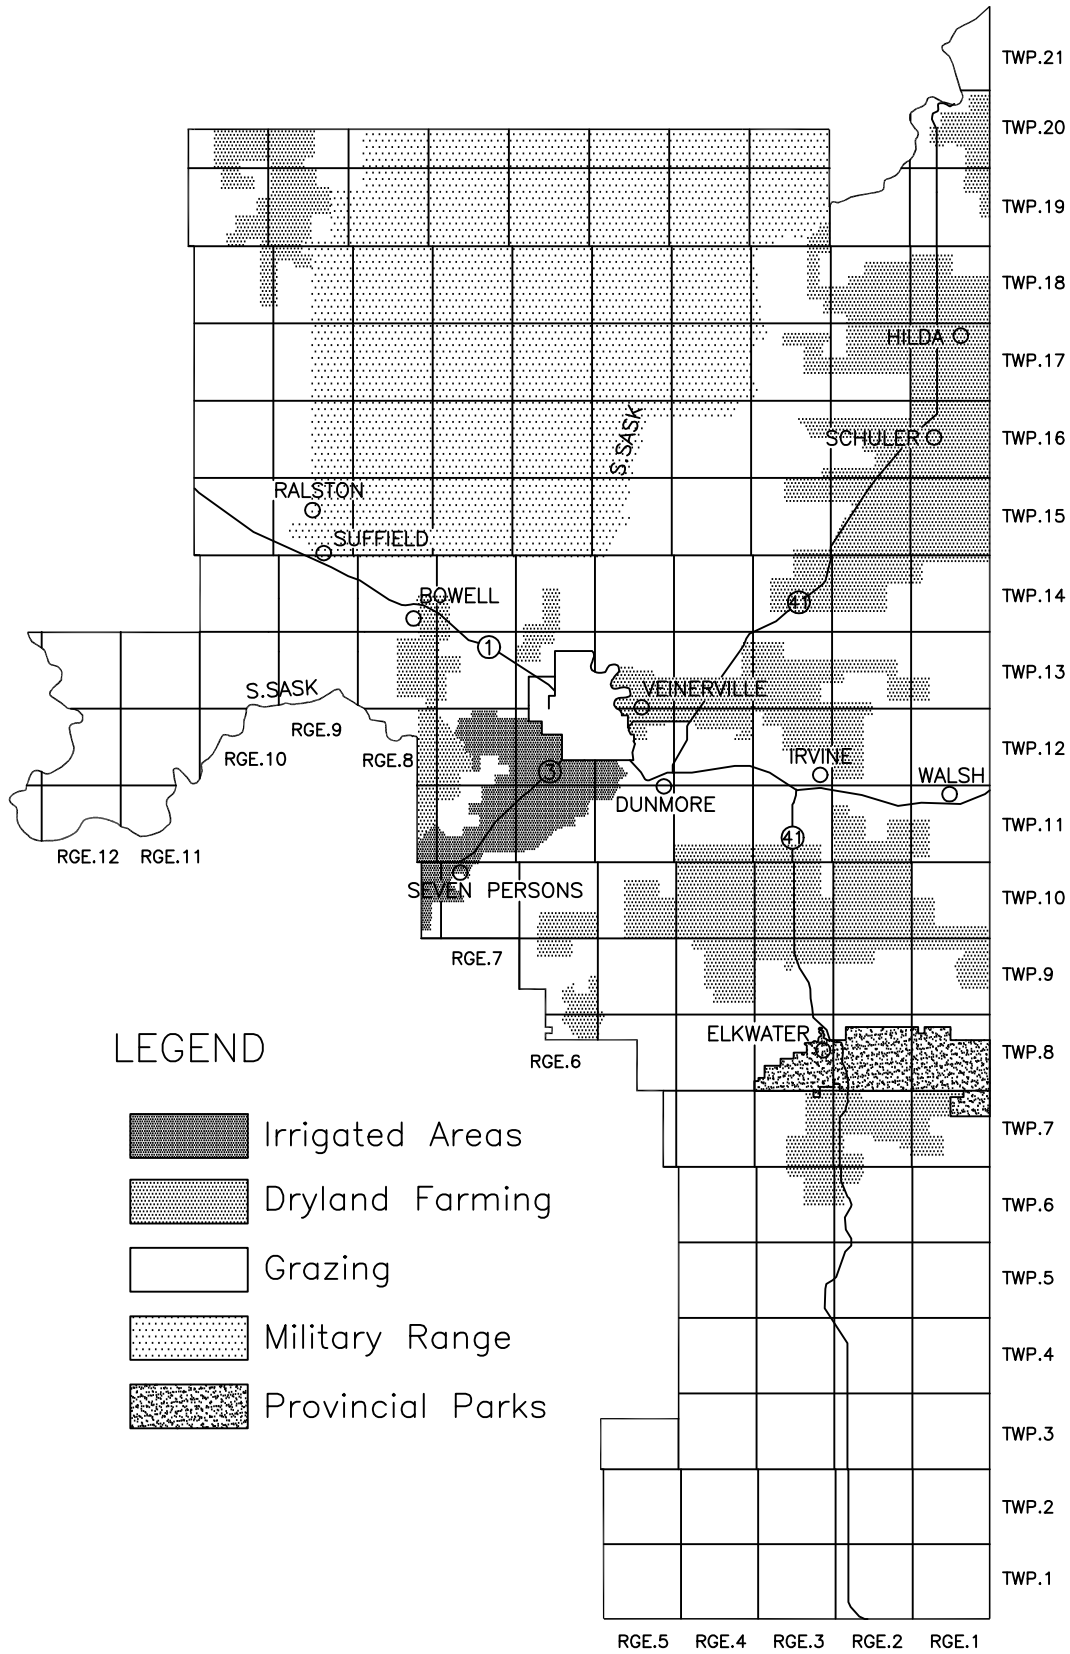 TWP.21
TWP.20
TWP.19
TWP.18
HILDA
TWP.17
S.SASK
SCHULER
TWP.16
RALSTON
SUFFIELD
TWP.15
BOWELL
41
TWP.14
1
S.SASK
VEINERVILLE
TWP.13
RGE.10
RGE.9
RGE.8
3
IRVINE
TWP.12
DUNMORE
WALSH
RGE.12
RGE.11
41
TWP.11
SEVEN PERSONS
TWP.10
RGE.7
TWP.9
LEGEND
RGE.6
ELKWATER
TWP.8
Irrigated Areas
TWP.7
Dryland Farming
TWP.6
Grazing
TWP.5
Military Range
TWP.4
Provincial Parks
TWP.3
TWP.2
TWP.1
RGE.5
RGE.4
RGE.3
RGE.2
RGE.1